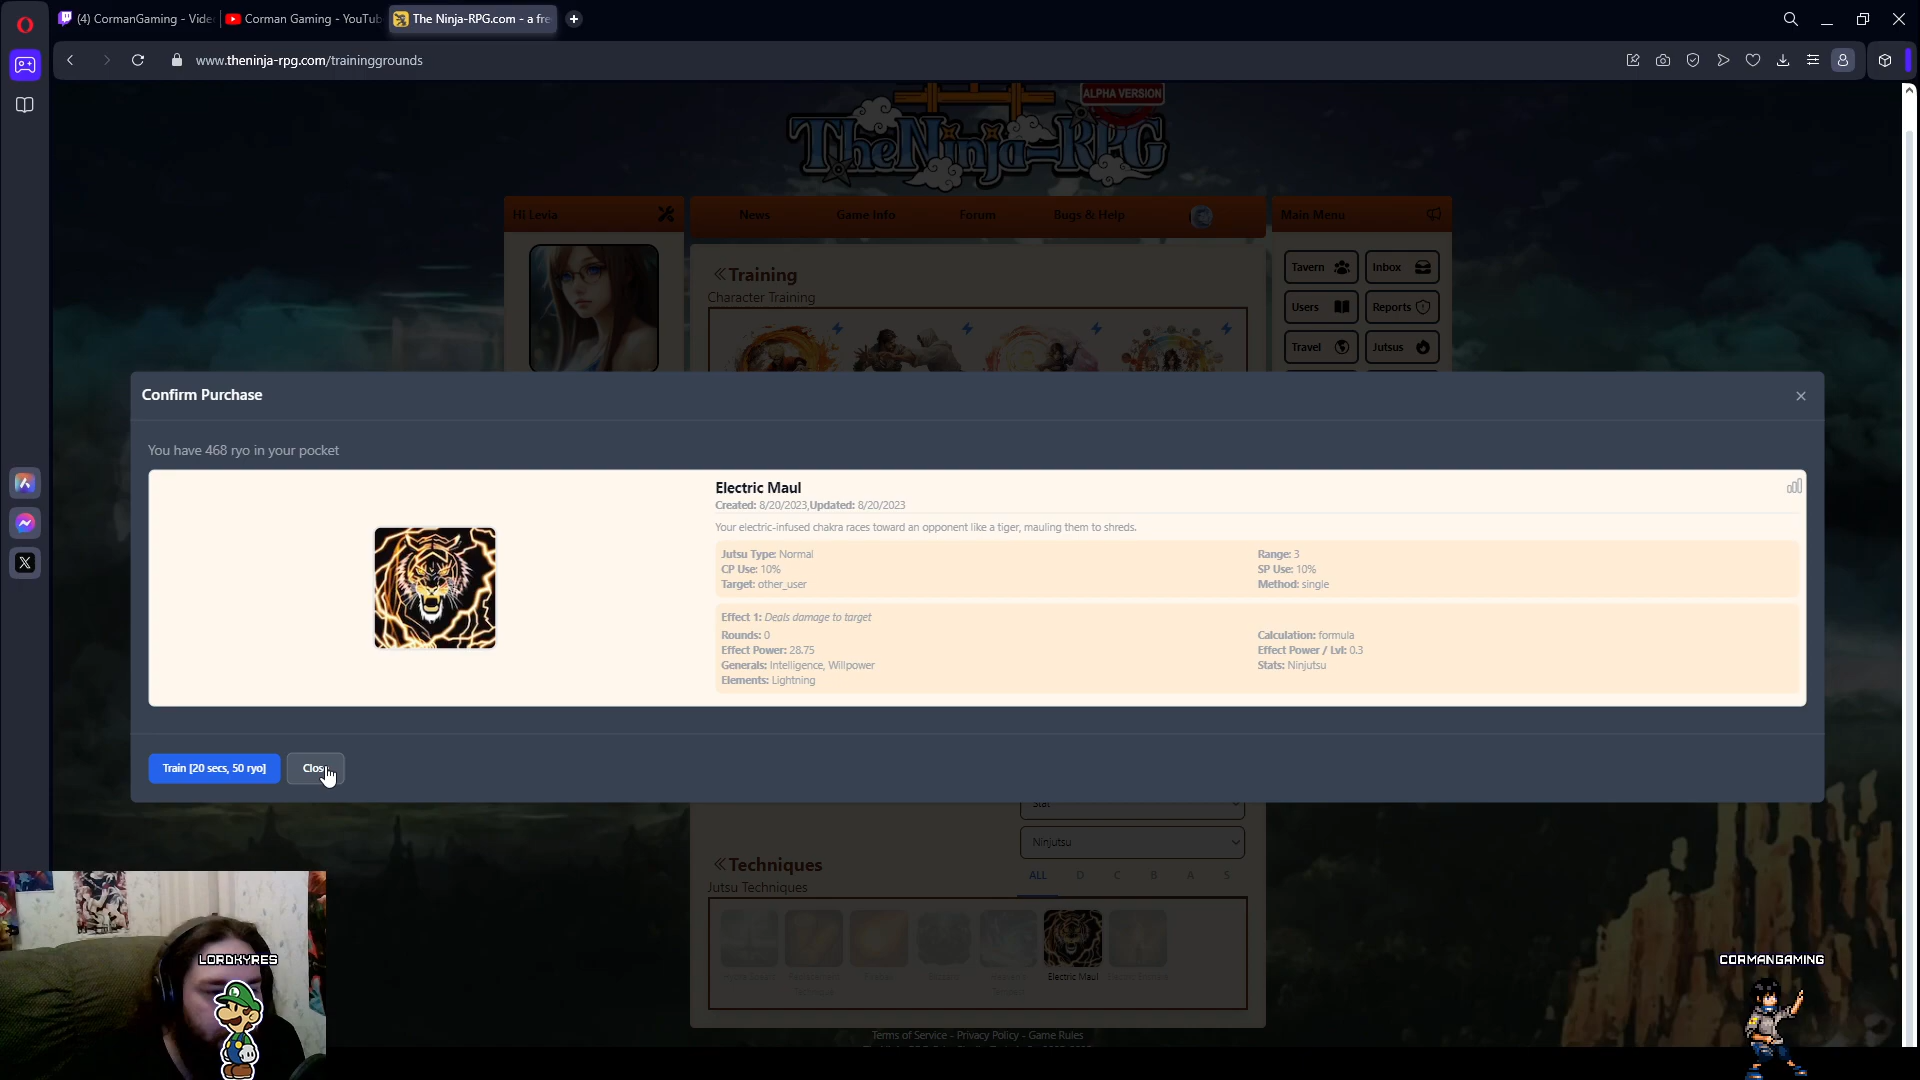 (4) CormanGaming - Vide
Corman Gaming - YouTub
The Ninja-RPG.com - a fre
www.theninja-rpg.com/traininggrounds
ALPHA VERSION
TheNinja-RPG
Hi Levia
News
Game Info
Forum
Bugs & Help
Main Menu
Training
Character Training
Tavern
Inbox
Users
Reports
Travel
Jutsus
Confirm Purchase
You have 468 ryo in your pocket
Electric Maul
Created: 8/20/2023,Updated: 8/20/2023
Your electric-infused chakra races toward an opponent like a tiger, mauling them to shreds.
Jutsu Type: Normal
Range: 3
CP Use: 10%
SP Use: 10%
Target: other_user
Method: single
Effect 1: Deals damage to target
Rounds: 0
Calculation: formula
Effect Power: 28.75
Effect Power / Lvl: 0.3
Generals: Intelligence, Willpower
Stats: Ninjutsu
Elements: Lightning
Train [20 secs, 50 ryo]
Clos
Stat
Ninjutsu
Techniques
Jutsu Techniques
ALL
D
C
B
A
S
Electric Maul
Terms of Service - Privacy Policy - Game Rules
LORDKYRES
CORMANGAMING